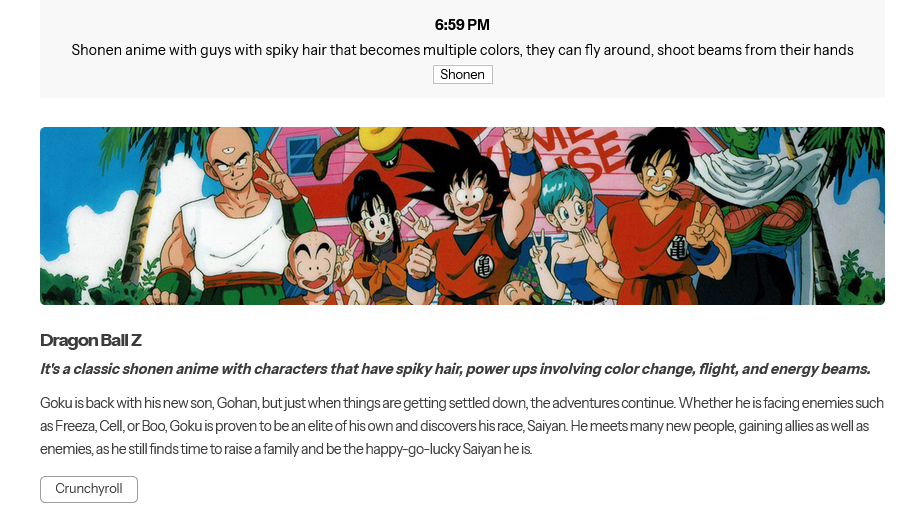 6:59 PM
Shonen anime with guys with spiky hair that becomes multiple colors, they can fly around, shoot beams from their hands
Shonen
Dragon Ball Z
It's a classic shonen anime with characters that have spiky hair, power ups involving color change, flight, and energy beams.
Goku is back with his new son, Gohan, but just when things are getting settled down, the adventures continue. Whether he is facing enemies such
as Freeza, Cell, or Boo, Goku is proven to be an elite of his own and discovers his race, Saiyan. He meets many new people, gaining allies as well as
enemies, as he still finds time to raise a family and be the happy-go-lucky Saiyan he is.
Crunchyroll